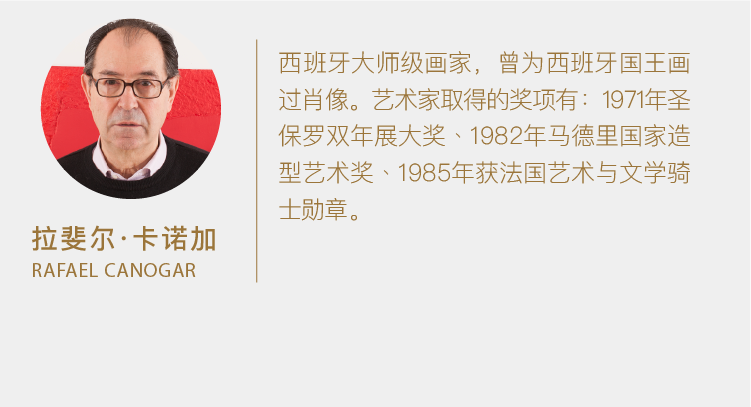 拉斐尔·卡诺加
RAFAEL CANOGAR
西班牙大师级画家，曾为西班牙国王画
过肖像。艺术家取得的奖项有：1971年圣
保罗双年展大奖、1982年马德里国家造
型艺术奖、1985年获法国艺术与文学骑
士勋章。